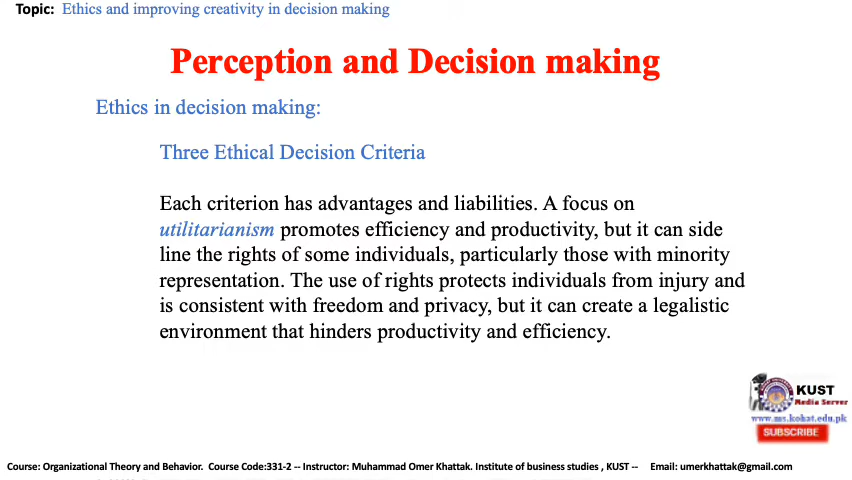 Topic: Ethics and improving creativity in decision making
Perception and Decision making
Ethics in decision making:
Three Ethical Decision Criteria
Each criterion has advantages and liabilities. A focus on
utilitarianism promotes efficiency and productivity, but it can side
line the rights of some individuals, particularly those with minority
representation. The use of rights protects individuals from injury and
is consistent with freedom and privacy, but it can create a legalistic
environment that hinders productivity and efficiency.
KUST
Media Server
www.ms.kohat.edu.pk
SUBSCRIBE
Course: Organizational Theory and Behavior. Course Code:331-2 -- Instructor: Muhammad Omer Khattak. Institute of business studies , KUST -- Email: umerkhattak@gmail.com